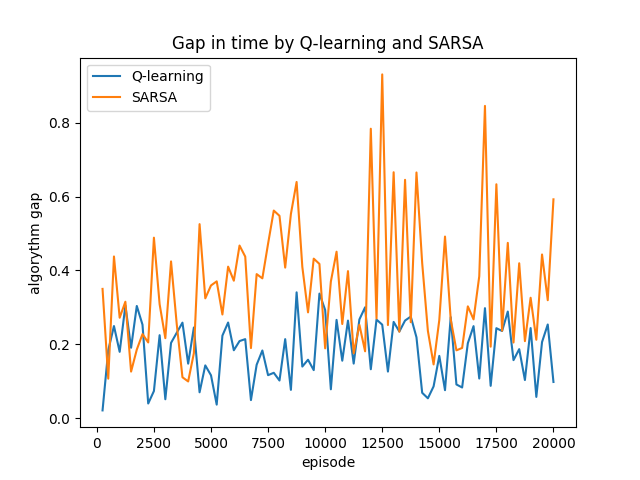 Gap in time by Q-learning and SARSA
Q-learning
SARSA
algorythm gap
0.8
0.6
0.4
0.2
0.0
0 2500 5000 7500 10000 12500 15000 17500 20000
episode